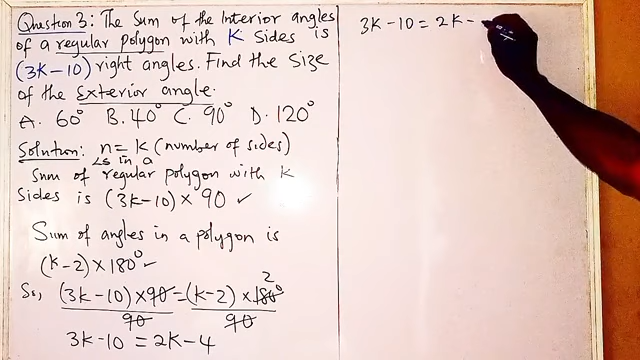 Question 3: The Sum of the Interior angles
of a regular polygon with K Sides is
(3K-10) right angles. Find the Size
of the Exterior angle.
A. 60° B. 40° C. 90° D. 120°
Solution: n = k (number of sides)
∠s in a
Sum of regular polygon with K
Sides is (3K-10) × 90 ✓
Sum of angles in a polygon is
(K-2) × 180° ✓
So, (3K-10) × 90 = (K-2) × 180°
2
90 90
3K-10 = 2K-4
3K-10 = 2K-